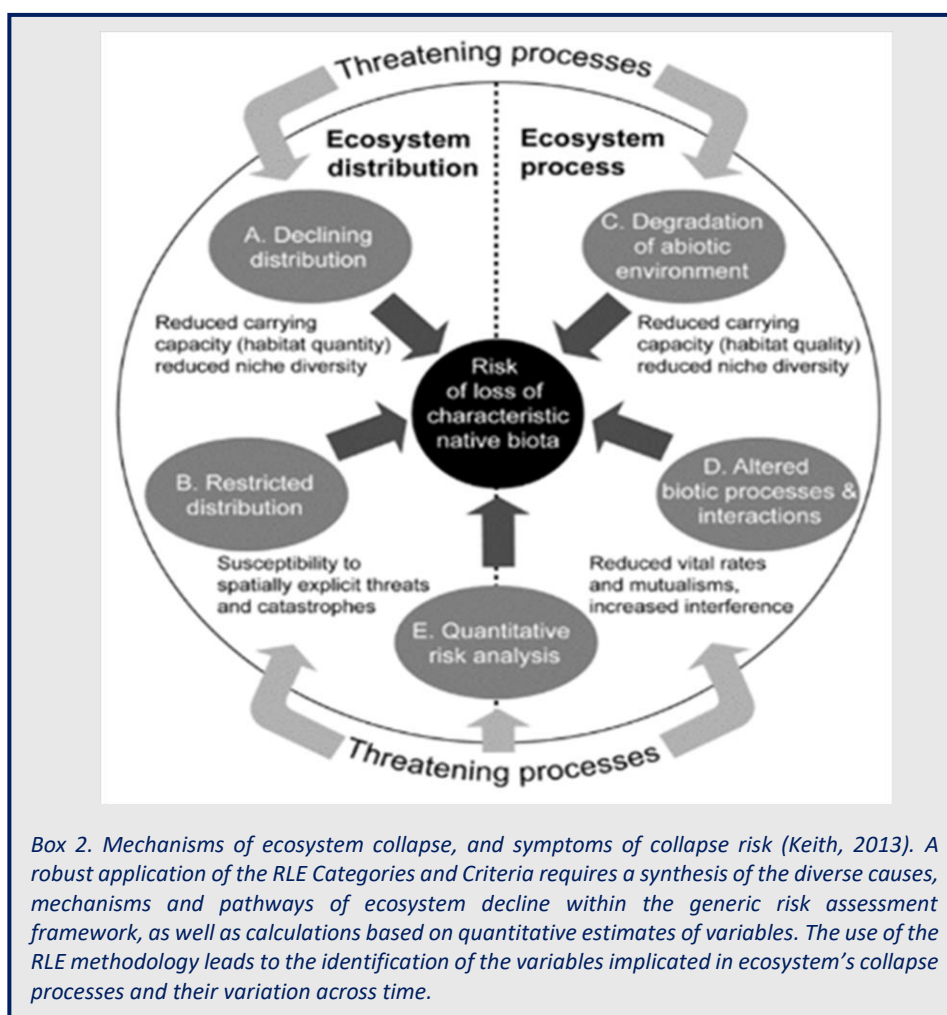 Threatening processes
Ecosystem
distribution
Ecosystem
process
A. Declining
distribution
C. Degradation
of abiotic
environment
Reduced carrying
capacity (habitat quantity)
reduced niche diversity
Reduced carrying
capacity (habitat quality)
reduced niche diversity
Risk
of loss of
characteristic
native biota
B. Restricted
distribution
D. Altered
biotic processes &
interactions
Susceptibility to
spatially explicit threats
and catastrophes
Reduced vital rates
and mutualisms,
increased interference
E. Quantitative
risk analysis
Threatening processes
Box 2. Mechanisms of ecosystem collapse, and symptoms of collapse risk (Keith, 2013). A
robust application of the RLE Categories and Criteria requires a synthesis of the diverse causes,
mechanisms and pathways of ecosystem decline within the generic risk assessment
framework, as well as calculations based on quantitative estimates of variables. The use of the
RLE methodology leads to the identification of the variables implicated in ecosystem's collapse
processes and their variation across time.